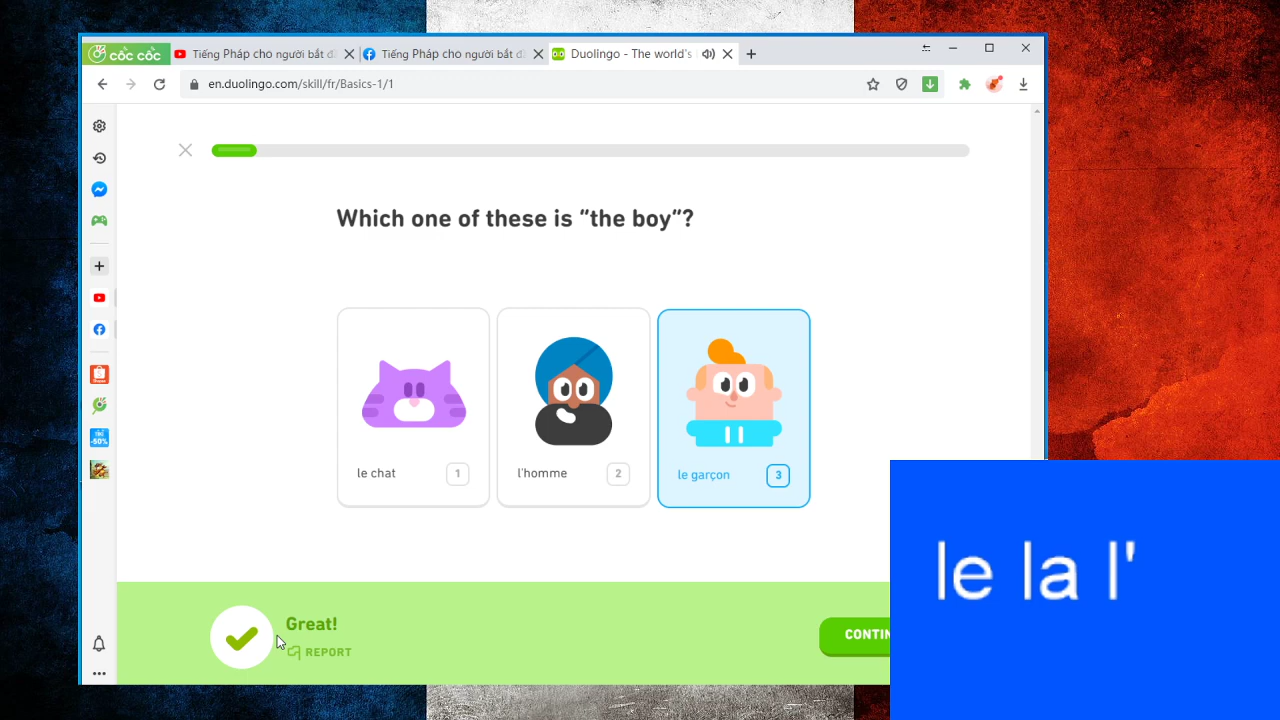 cốc cốc
Tiếng Pháp cho người bắt đ
Tiếng Pháp cho người bắt đầ
Duolingo - The world's
en.duolingo.com/skill/fr/Basics-1/1
Which one of these is “the boy”?
le chat 1
l'homme 2
le garçon 3
-50%
Great!
REPORT
CONTIN
le la l'